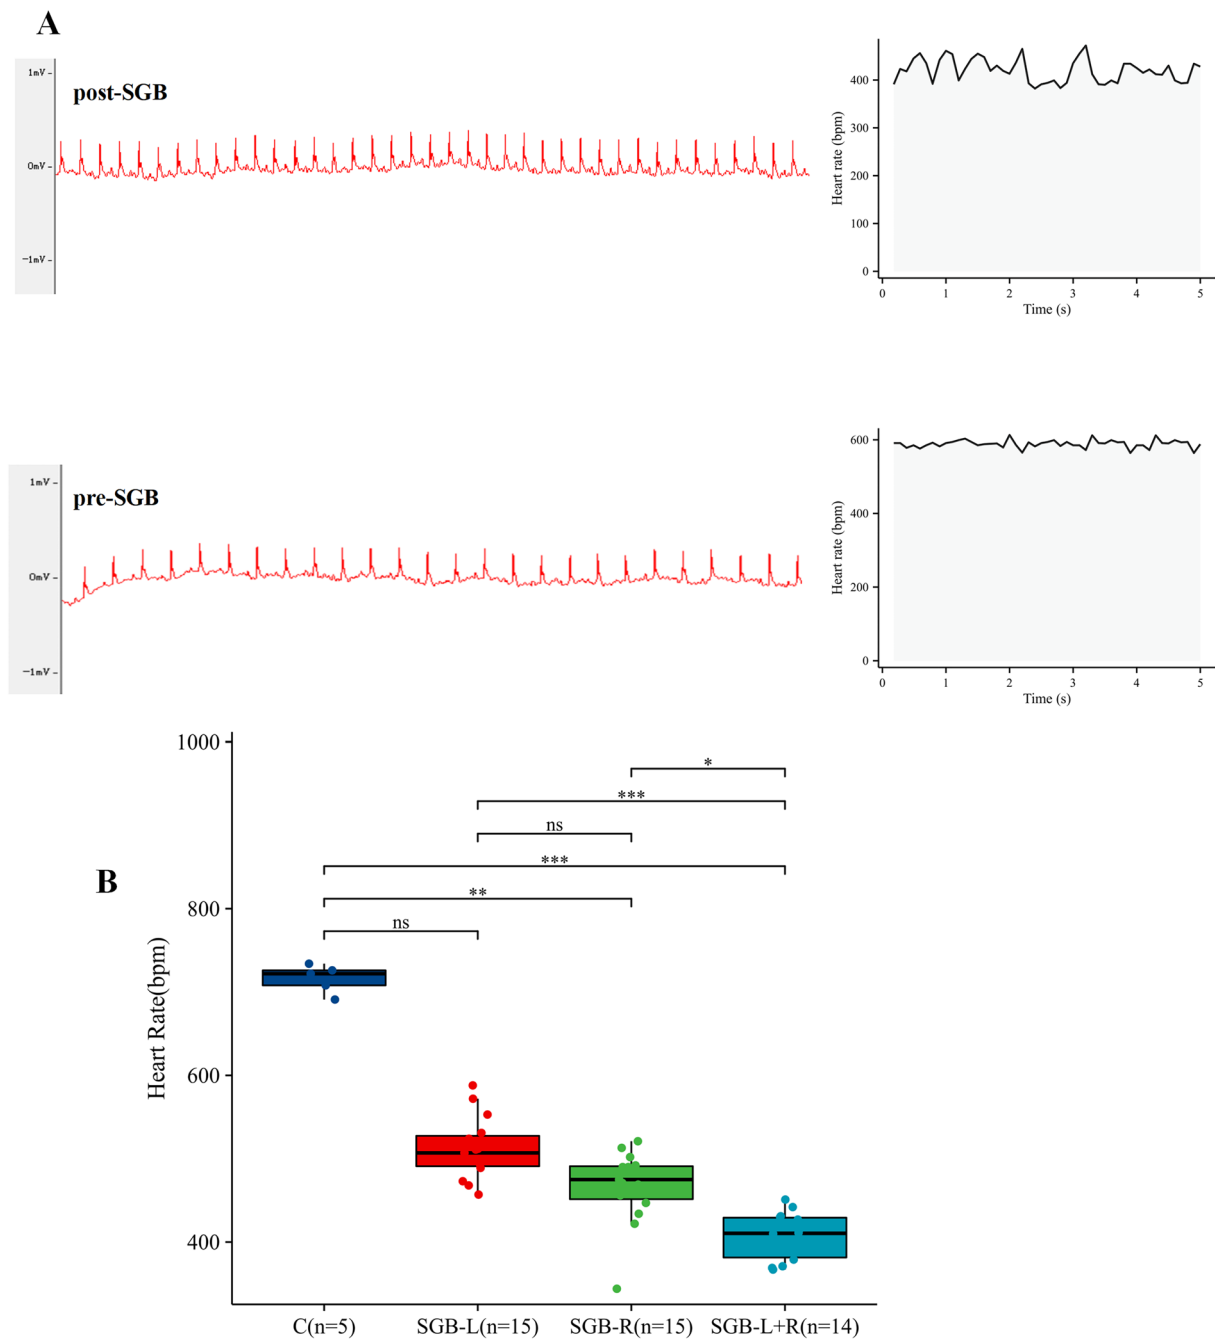 A
1mV
post-SGB
0mV
-1mV
Heart rate (bpm)
400
300
200
100
0
0 1 2 3 4 5
Time (s)
1mV
pre-SGB
0mV
-1mV
Heart rate (bpm)
600
400
200
0
0 1 2 3 4 5
Time (s)
B
Heart Rate(bpm)
1000
800
600
400
*
***
ns
***
**
ns
C(n=5) SGB-L(n=15) SGB-R(n=15) SGB-L+R(n=14)